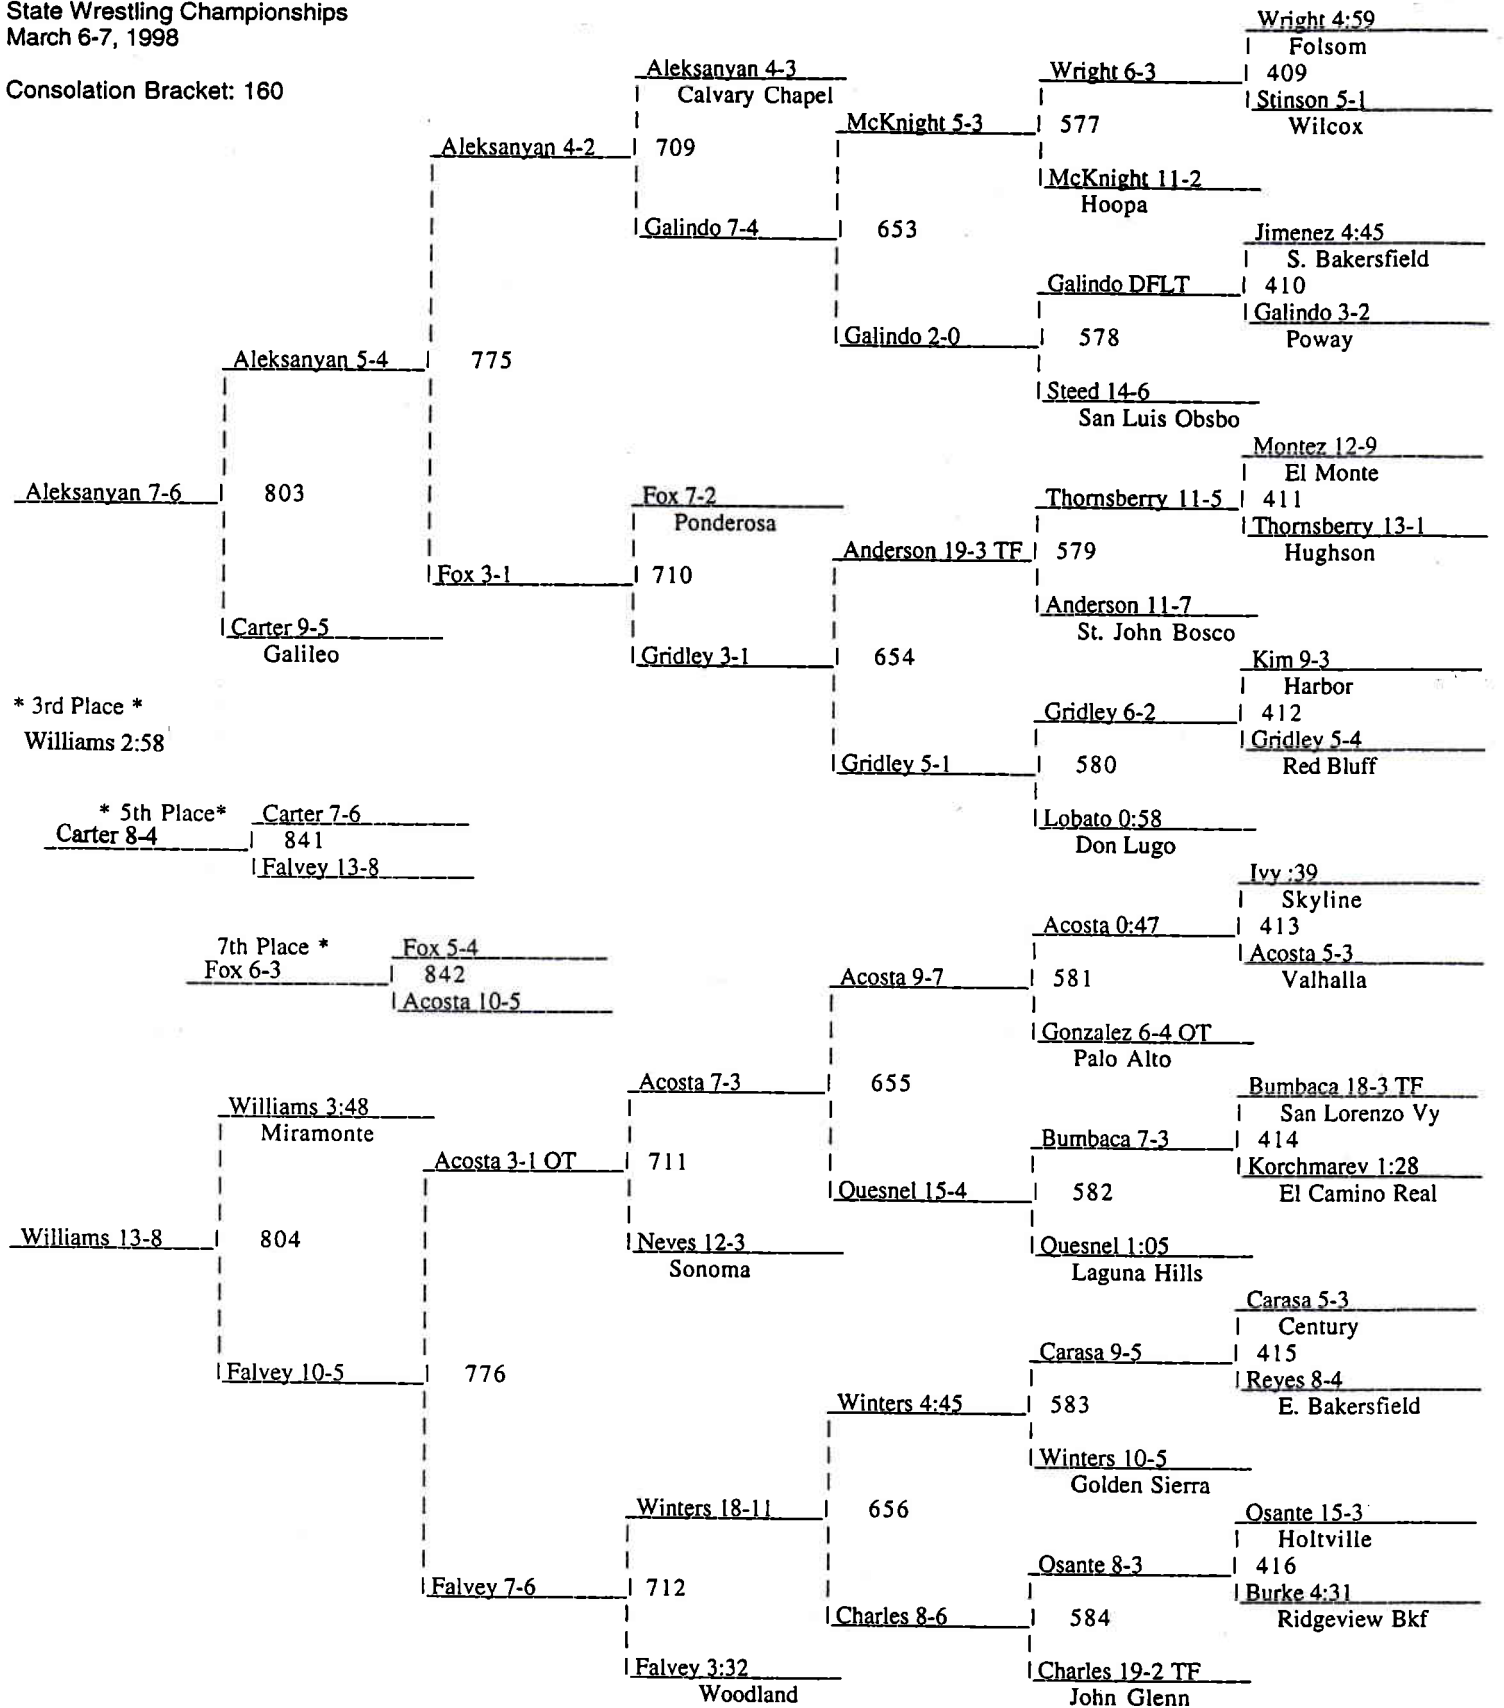 State Wrestling Championships
March 6-7, 1998
Consolation Bracket: 160
Wright 4:59
Folsom
409
Stinson 5-1
Wilcox
Wright 6-3
577
McKnight 11-2
Hoopa
Aleksanyan 4-3
Calvary Chapel
McKnight 5-3
Aleksanyan 4-2
709
Galindo 7-4
653
Jimenez 4:45
S. Bakersfield
410
Galindo 3-2
Poway
Galindo DFLT
578
Galindo 2-0
Steed 14-6
San Luis Obsbo
Aleksanyan 5-4
775
Aleksanyan 7-6
803
Montez 12-9
El Monte
411
Thornsberry 13-1
Hughson
Thornsberry 11-5
579
Fox 7-2
Ponderosa
Anderson 19-3 TF
Fox 3-1
710
Anderson 11-7
St. John Bosco
Carter 9-5
Galileo
Gridley 3-1
654
Kim 9-3
Harbor
412
Gridley 5-4
Red Bluff
Gridley 6-2
580
Gridley 5-1
Lobato 0:58
Don Lugo
* 3rd Place *
Williams 2:58
* 5th Place*
Carter 8-4
Carter 7-6
841
Falvey 13-8
7th Place *
Fox 6-3
Fox 5-4
842
Acosta 10-5
Ivy :39
Skyline
413
Acosta 5-3
Valhalla
Acosta 0:47
581
Acosta 9-7
Gonzalez 6-4 OT
Palo Alto
Acosta 7-3
655
Bumbaca 18-3 TF
San Lorenzo Vy
414
Korchmarev 1:28
El Camino Real
Bumbaca 7-3
582
Quesnel 15-4
Quesnel 1:05
Laguna Hills
Williams 3:48
Miramonte
Acosta 3-1 OT
711
Neves 12-3
Sonoma
Williams 13-8
804
Falvey 10-5
776
Carasa 5-3
Century
415
Reyes 8-4
E. Bakersfield
Carasa 9-5
583
Winters 4:45
Winters 10-5
Golden Sierra
Winters 18-11
656
Osante 15-3
Holtville
416
Burke 4:31
Ridgeview Bkf
Osante 8-3
584
Charles 8-6
Charles 19-2 TF
John Glenn
Falvey 7-6
712
Falvey 3:32
Woodland